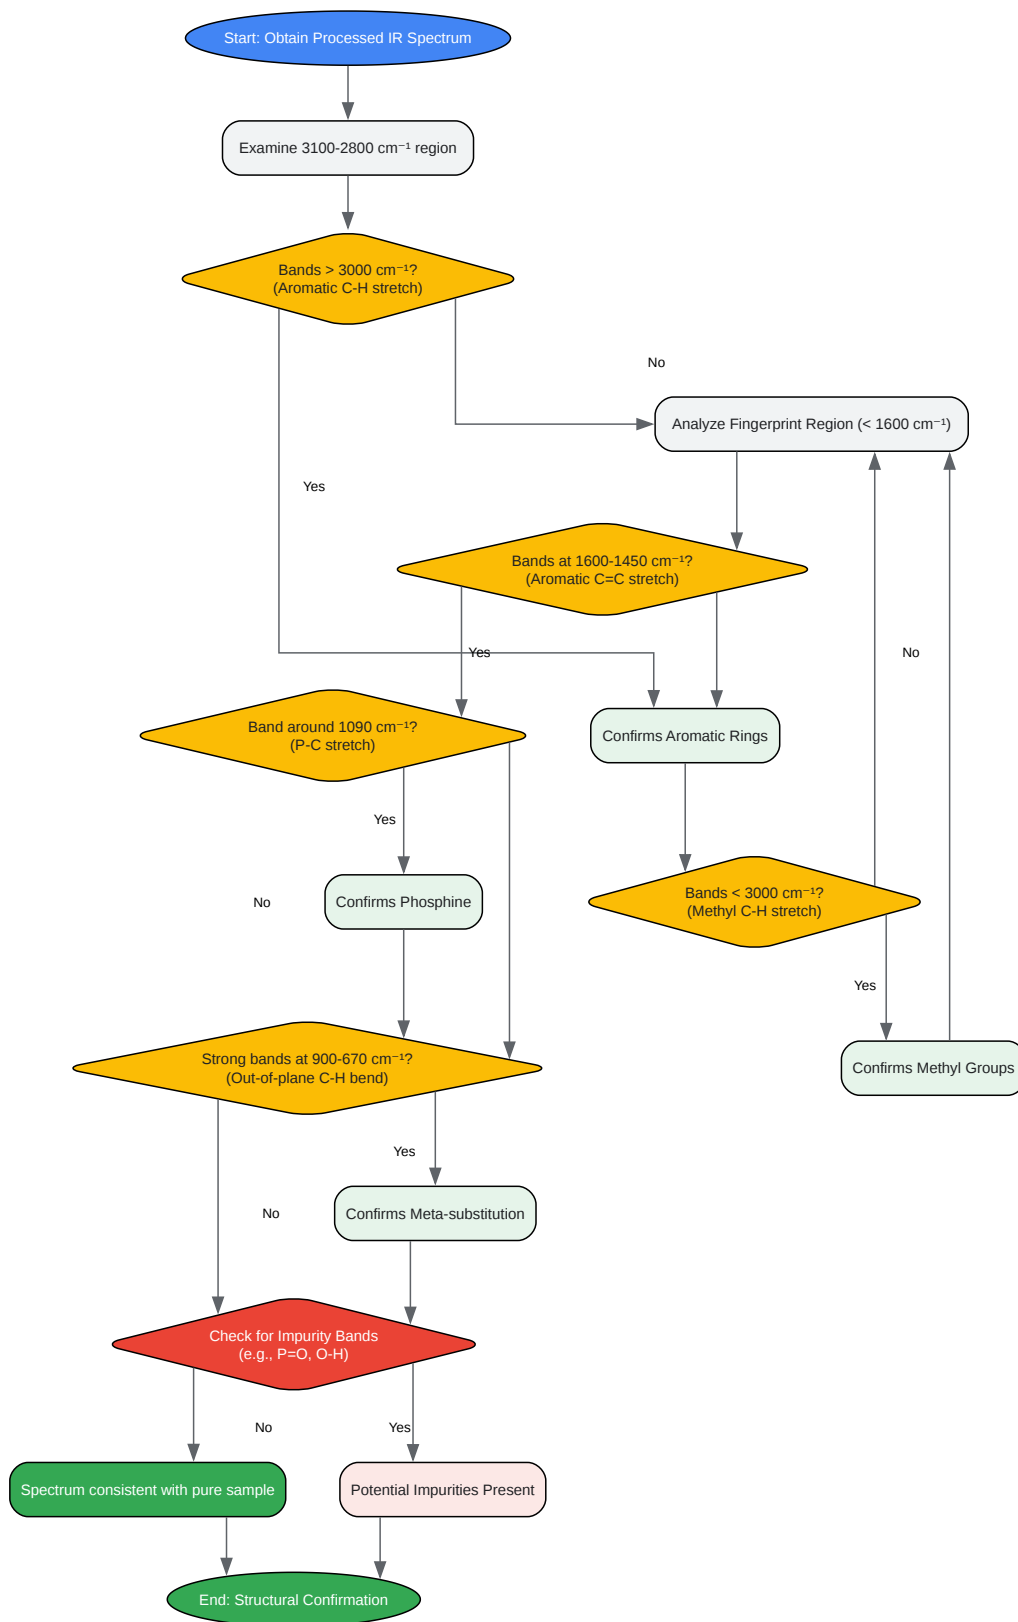 Start: Obtain Processed IR Spectrum
Examine 3100-2800 cm⁻¹ region
Bands > 3000 cm⁻¹?
(Aromatic C-H stretch)
No
Analyze Fingerprint Region (< 1600 cm⁻¹)
Yes
Bands at 1600-1450 cm⁻¹?
(Aromatic C=C stretch)
Yes
No
Band around 1090 cm⁻¹?
(P-C stretch)
Confirms Aromatic Rings
Yes
No
Confirms Phosphine
Bands < 3000 cm⁻¹?
(Methyl C-H stretch)
Yes
Strong bands at 900-670 cm⁻¹?
(Out-of-plane C-H bend)
Confirms Methyl Groups
Yes
No
Confirms Meta-substitution
Check for Impurity Bands
(e.g., P=O, O-H)
No
Yes
Spectrum consistent with pure sample
Potential Impurities Present
End: Structural Confirmation